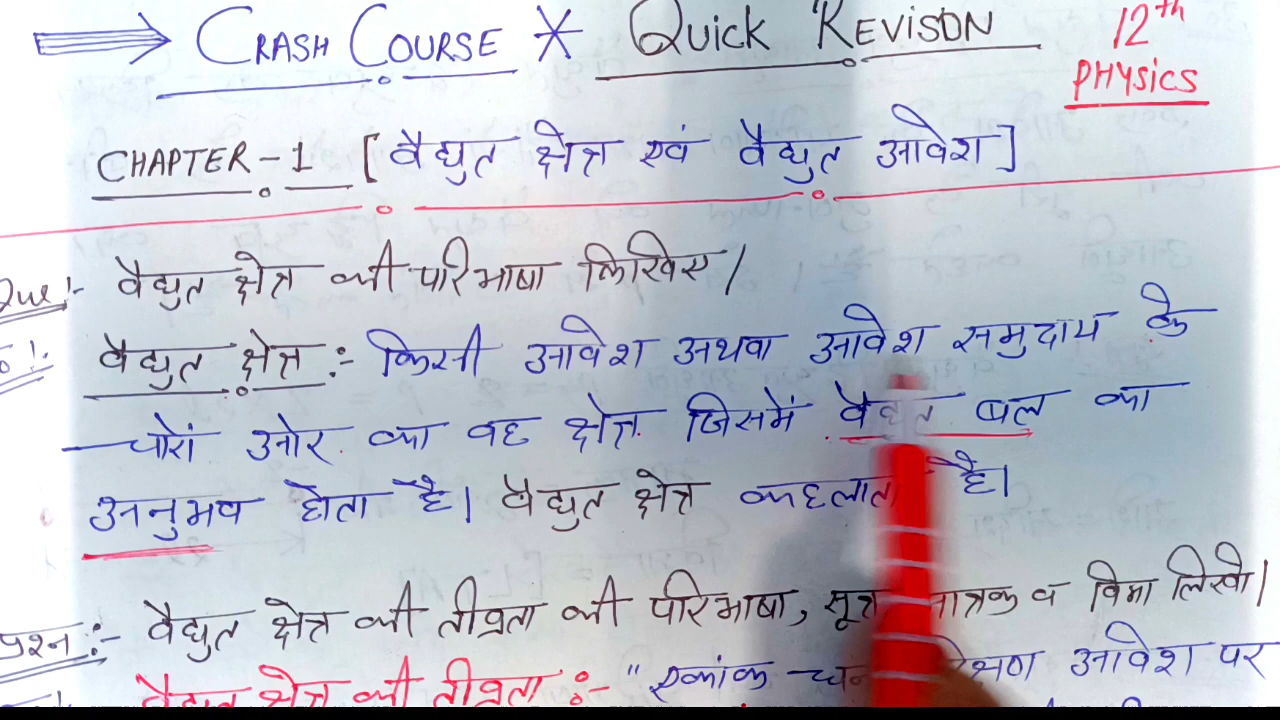 CRASH COURSE * QUICK REVISON
12th PHYSICS
CHAPTER - 1 [वैद्युत क्षेत्र एवं वैद्युत आवेश]
Que!- वैद्युत क्षेत्र की परिभाषा लिखिए।
वैद्युत क्षेत्र :- किसी आवेश अथवा आवेश समुदाय के
चारों ओर का वह क्षेत्र जिसमें वैद्युत बल का
अनुभव होता है। वैद्युत क्षेत्र कहलाता है।
प्रश्न:- वैद्युत क्षेत्र की तीव्रता की परिभाषा, सूत्र मात्रक व विमा लिखो।
वैद्युत क्षेत्र की तीव्रता :- "एकांक आवेश पर